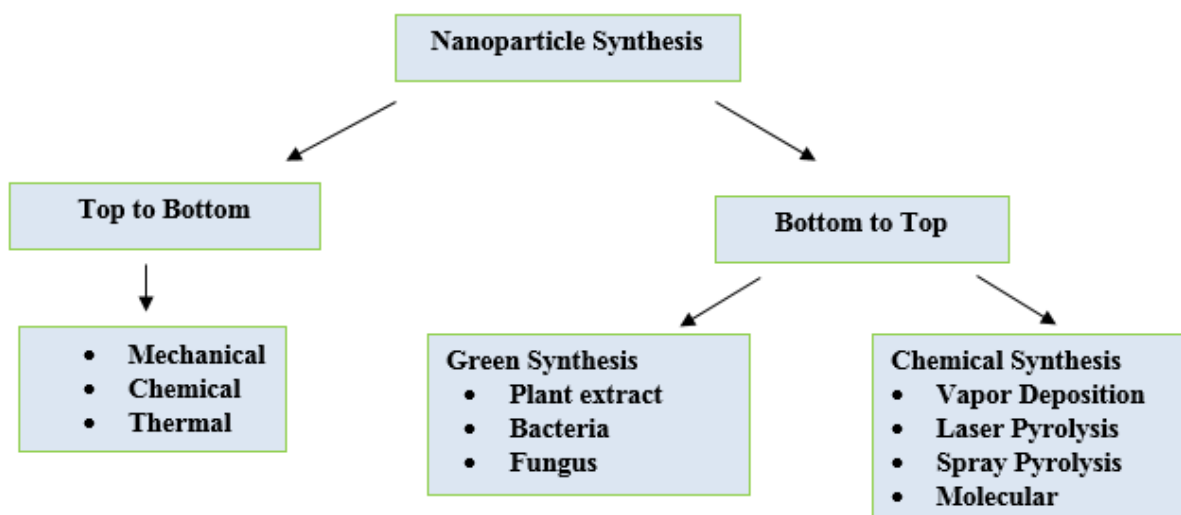 Nanoparticle Synthesis
Top to Bottom
Bottom to Top
• Mechanical
• Chemical
• Thermal
Green Synthesis
• Plant extract
• Bacteria
• Fungus
Chemical Synthesis
• Vapor Deposition
• Laser Pyrolysis
• Spray Pyrolysis
• Molecular